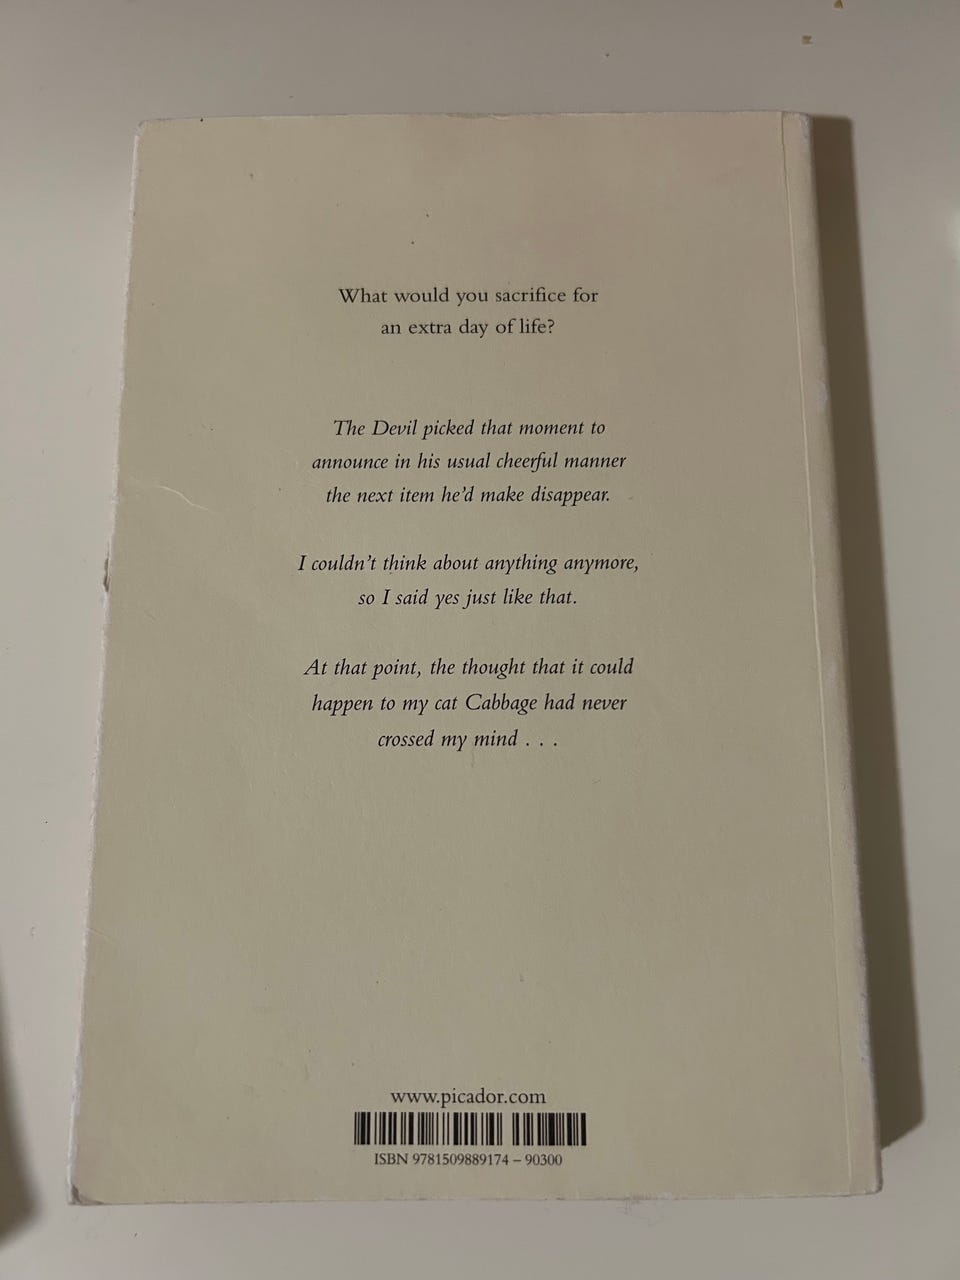 What would you sacrifice for
an extra day of life?
The Devil picked that moment to
announce in his usual cheerful manner
the next item he’d make disappear.
I couldn’t think about anything anymore,
so I said yes just like that.
At that point, the thought that it could
happen to my cat Cabbage had never
crossed my mind . . .
www.picador.com
ISBN 9781509889174 – 90300